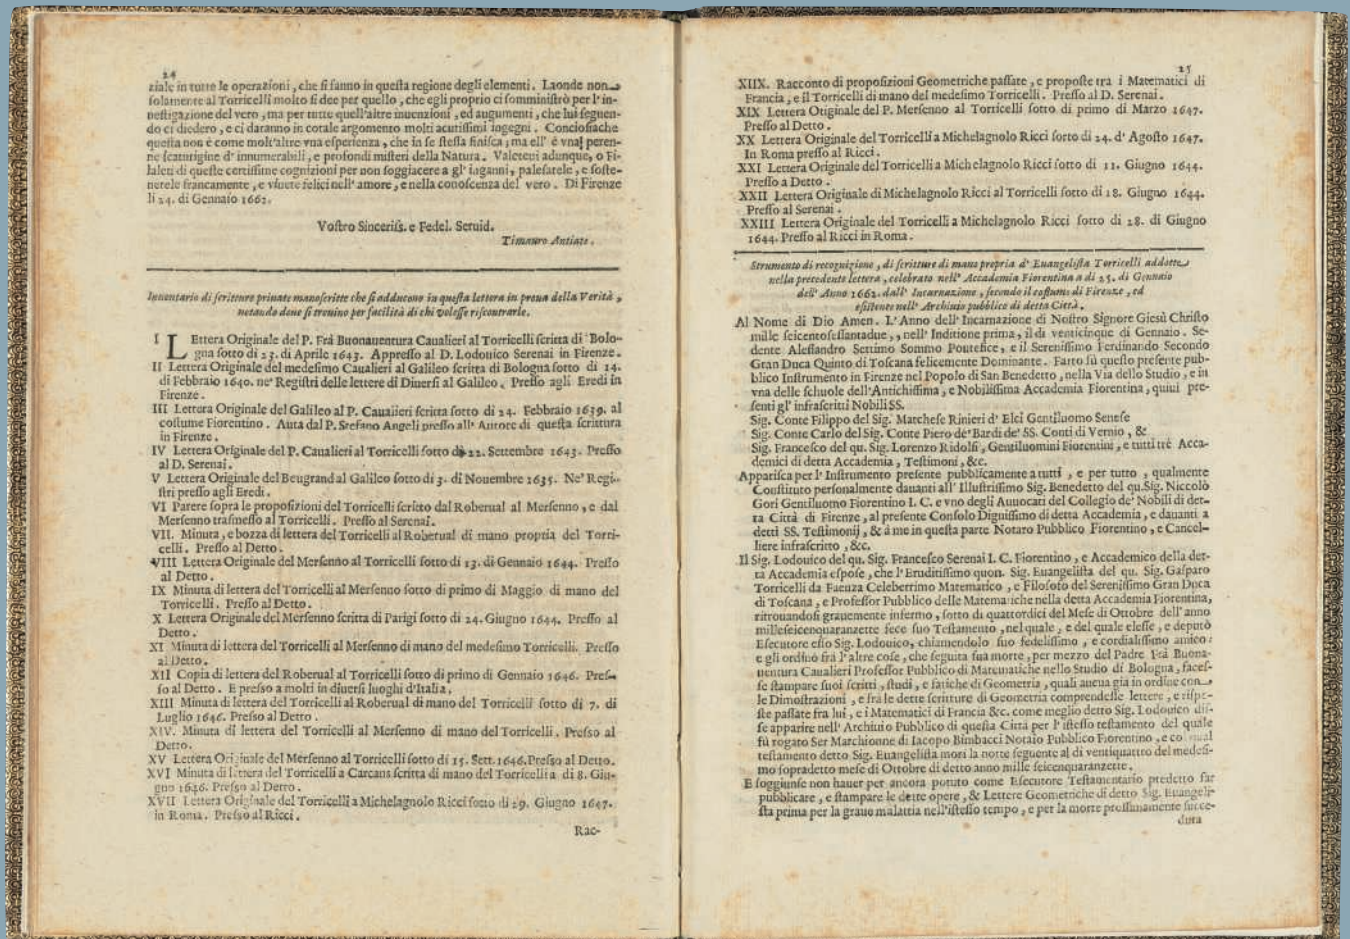 24
ziale in tutte le operazioni, che si fanno in questa regione degli elementi. Laonde non
solamente al Torricelli molto si dee per quello, che egli proprio ci somministrò per l'in-
uestigazione del vero, ma per tutte quell'altre inuenzioni, ed augumenti, che lui seguen-
do ci diedero, e ci daranno in cotale argomento molti acutissimi ingegni. Conciossiache
questa non è come molt'altre vna esperienza, che in se stessa finisca, ma ell' è vna peren-
ne scaturigine d' innumerabili, e profondi misteri della Natura. Valeteui adunque, o Fi-
laleti di queste certissime cognizioni per non soggiacere a gl' inganni, palesatele, e soste-
netele francamente, e viuete felici nell' amore, e nella conoscenza del vero. Di Firenze
li 24. di Gennaio 1662.
Vostro Sinceriss. e Fedel. Seruid.
Timauro Antiate.
Inuentario di scritture priuate manoscritte che si adducono in questa lettera in proua della Verità,
notando doue si trouino per facilità di chi volesse riscontrarle.
I LEttera Originale del P. Frà Buonauentura Caualieri al Torricelli scritta di Bolo-
gna sotto di 23. di Aprile 1643. Appresso al D. Lodouico Serenai in Firenze.
II Lettera Originale del medesimo Caualieri al Galileo scritta di Bologna sotto di 14.
di Febbraio 1640. ne' Registri delle lettere di Diuersi al Galileo. Presso agli Eredi in
Firenze.
III Lettera Originale del Galileo al P. Caualieri scritta sotto di 24. Febbraio 1639. al
costume Fiorentino. Auta dal P. Stefano Angeli presso all' Autore di questa scrittura
in Firenze.
IV Lettera Originale del P. Caualieri al Torricelli sotto di 22. Settembre 1643. Presso
al D. Serenai.
V Lettera Originale del Beugrand al Galileo sotto di 3. di Nouembre 1635. Ne' Regi-
stri presso agli Eredi.
VI Parere sopra le proposizioni del Torricelli scritto dal Roberual al Mersenno, e dal
Mersenno trasmesso al Torricelli. Presso al Serenai.
VII. Minuta, e bozza di lettera del Torricelli al Roberual di mano propria del Torri-
celli. Presso al Detto.
VIII Lettera Originale del Mersenno al Torricelli sotto di 13. di Gennaio 1644. Presso
al Detto.
IX Minuta di lettera del Torricelli al Mersenno sotto di primo di Maggio di mano del
Torricelli. Presso al Detto.
X Lettera Originale del Mersenno scritta di Parigi sotto di 24. Giugno 1644. Presso al
Detto.
XI Minuta di lettera del Torricelli al Mersenno di mano del medesimo Torricelli. Presso
al Detto.
XII Copia di lettera del Roberual al Torricelli sotto di primo di Gennaio 1646. Pres-
so al Detto. E presso a molti in diuersi luoghi d'Italia.
XIII Minuta di lettera del Torricelli al Roberual di mano del Torricelli sotto di 7. di
Luglio 1646. Presso al Detto.
XIV. Minuta di lettera del Torricelli al Mersenno di mano del Torricelli. Presso al
Detto.
XV Lettera Originale del Mersenno al Torricelli sotto di 15. Sett. 1646. Presso al Detto.
XVI Minuta di lettera del Torricelli a Carcaus scritta di mano del Torricelli a di 8. Giu-
gno 1646. Presso al Detto.
XVII Lettera Originale del Torricelli a Michelagnolo Ricci sotto di 29. Giugno 1647.
in Roma. Presso al Ricci.
Rac-
25
XIIX. Racconto di proposizioni Geometriche passate, e proposte tra i Matematici di
Francia, e il Torricelli di mano del medesimo Torricelli. Presso al D. Serenai.
XIX Lettera Originale del P. Mersenno al Torricelli sotto di primo di Marzo 1647.
Presso al Detto.
XX Lettera Originale del Torricelli a Michelagnolo Ricci sotto di 24. d' Agosto 1647.
In Roma presso al Ricci.
XXI Lettera Originale del Torricelli a Michelagnolo Ricci sotto di 11. Giugno 1644.
Presso a Detto.
XXII Lettera Originale di Michelagnolo Ricci al Torricelli sotto di 18. Giugno 1644.
Presso al Serenai.
XXIII Lettera Originale del Torricelli a Michelagnolo Ricci sotto di 28. di Giugno
1644. Presso al Ricci in Roma.
Strumento di recognizione, di scritture di mano propria d' Euangelista Torricelli addotte
nella precedente lettera, celebrato nell' Accademia Fiorentina a di 25. di Gennaio
dell' Anno 1662. dall' Incarnazione, secondo il costume di Firenze, ed
esistente nell' Archiuio pubblico di detta Città.
Al Nome di Dio Amen. L'Anno dell' Incarnazione di Nostro Signore Giesù Christo
mille seicentosessantadue, , nell' Inditione prima, il di venticinque di Gennaio. Se-
dente Alessandro Settimo Sommo Pontefice, e il Serenissimo Ferdinando Secondo
Gran Duca Quinto di Toscana felicemente Dominante. Fatto fù questo presente pub-
blico Instrumento in Firenze nel Popolo di San Benedetto, nella Via dello Studio, e in
vna delle schuole dell'Antichissima, e Nobilissima Accademia Fiorentina, quiui pre-
senti gl' infrascritti Nobili SS.
Sig. Conte Filippo del Sig. Marchese Rinieri d' Elci Gentiluomo Senese
Sig. Conte Carlo del Sig. Conte Piero de' Bardi de' SS. Conti di Vernio, &
Sig. Francesco del qu. Sig. Lorenzo Ridolfi, Gentiluomini Fiorentini, e tutti trè Acca-
demici di detta Accademia, Testimoni, &c.
Apparisca per l' Instrumento presente pubblicamente a tutti, e per tutto, qualmente
Constituto personalmente dauanti all' Illustrissimo Sig. Benedetto del qu. Sig. Niccolò
Gori Gentiluomo Fiorentino I. C. e vno degli Auuocati del Collegio de' Nobili di det-
ta Città di Firenze, al presente Consolo Dignissimo di detta Accademia, e dauanti a
detti SS. Testimonij, & à me in questa parte Notaro Pubblico Fiorentino, e Cancel-
liere infrascritto, &c.
Il Sig. Lodouico del qu. Sig. Francesco Serenai I. C. Fiorentino, e Accademico della det-
ta Accademia espose, che l'Eruditissimo quon. Sig. Euangelista del qu. Sig. Gasparo
Torricelli da Faenza Celeberrimo Matematico, e Filosofo del Serenissimo Gran Duca
di Toscana, e Professor Pubblico delle Matematiche nella detta Accademia Fiorentina,
ritrouandosi grauemente infermo, sotto di quattordici del Mese di Ottobre dell' anno
milleseicenquaranzette fece suo Testamento, nel quale, e del quale elesse, e deputò
Esecutore esso Sig. Lodouico, chiamendolo suo fedelissimo, e cordialissimo amico:
e gli ordinò fra l'altre cose, che seguita sua morte, per mezzo del Padre Frà Buona-
uentura Caualieri Professor Pubblico di Matematiche nello Studio di Bologna, faces-
se stampare suoi scritti, studi, e fatiche di Geometria, quali aueua già in ordine con
le Dimostrazioni, e fra le dette scritture di Geometria comprendesse lettere, e rispo-
ste passate fra lui, e i Matematici di Francia &c. come meglio detto Sig. Lodouico dis-
se apparire nell' Archiuio Pubblico di questa Città per l' istesso testamento del quale
fù rogato Ser Marchionne di Iacopo Bimbacci Notaio Pubblico Fiorentino, e col qual
testamento detto Sig. Euangelista morì la notte seguente al di ventiquattro del medesi-
mo sopradetto mese di Ottobre di detto anno mille seicenquaranzette.
E soggiunse non hauer per ancora potuto come Esecutore Testamentario predetto far
pubblicare, e stampare le dette opere, & Lettere Geometriche di detto Sig. Euangeli-
sta prima per la graue malattia nell'istesso tempo, e per la morte prossimamente succe-
duta